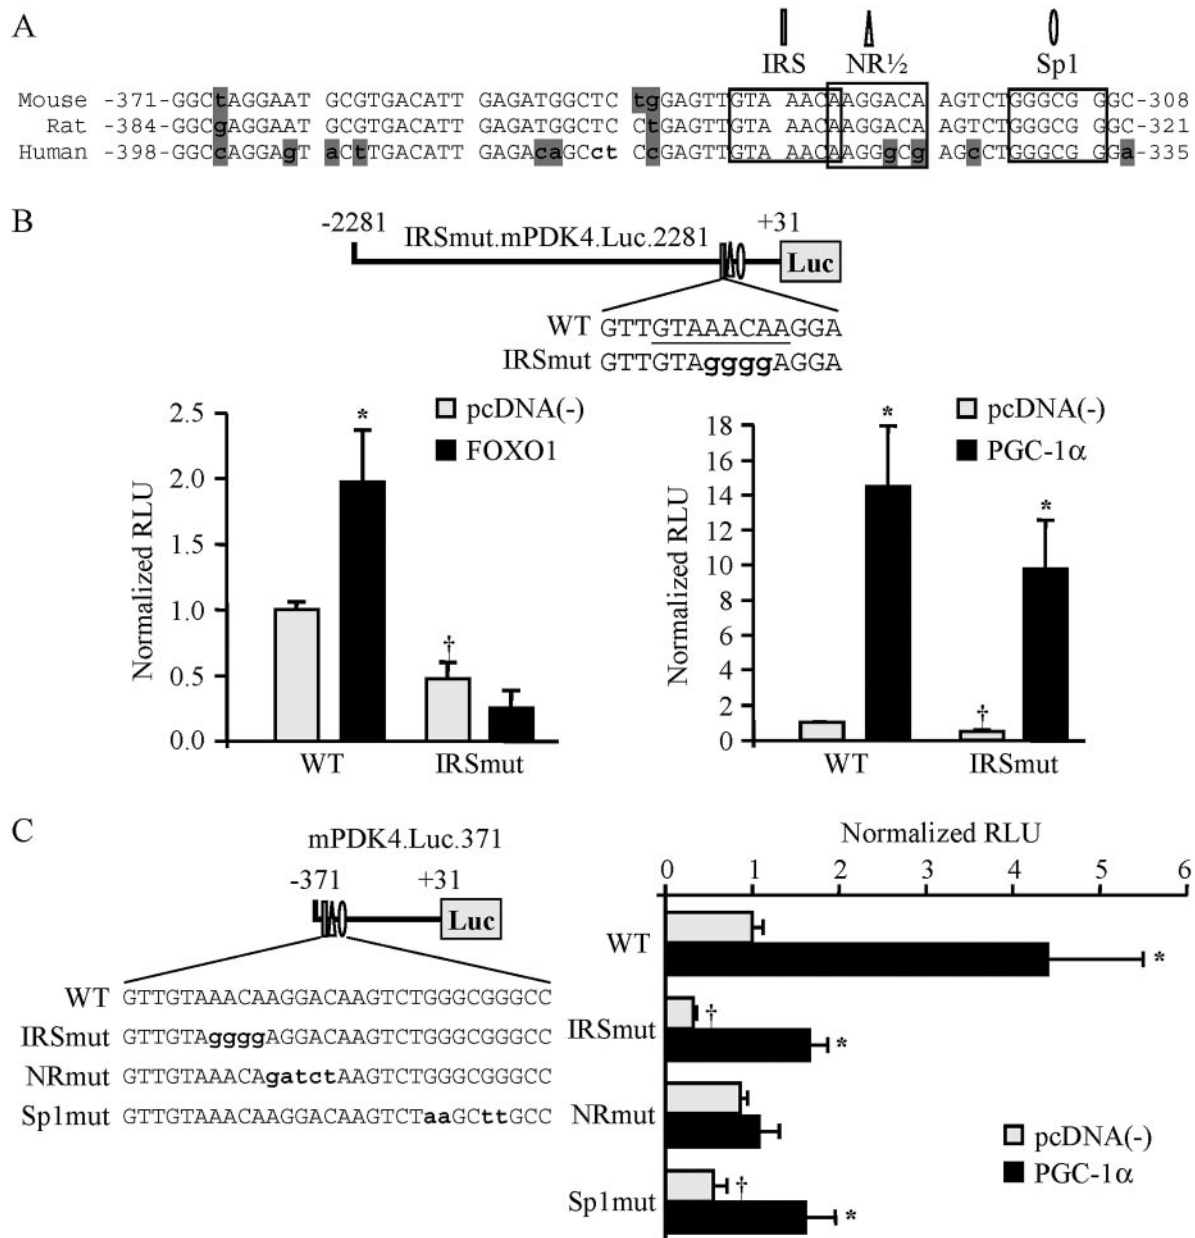 A
IRS NR½ Sp1
Mouse -371-GGCtAGGAAT GCGTGACATT GAGATGGCTC tgGAGTTGTA AACAAGGACA AGTCTGGGCG GGC-308
Rat -384-GGCgAGGAAT GCGTGACATT GAGATGGCTC CtGAGTTGTA AACAAGGACA AGTCTGGGCG GGC-321
Human -398-GGCcAGGAgT aCtTGACATT GAGAcaGCct CcGAGTTGTA AACAAGGgCg AGcCTGGGCG GGa-335
B
-2281 IRSmut.mPDK4.Luc.2281 +31
Luc
WT GTTGTAAACAAGGA
IRSmut GTTGTAggggAGGA
pcDNA(-)
FOXO1
Normalized RLU
2.5
2.0
1.5
1.0
0.5
0.0
*
†
WT IRSmut
pcDNA(-)
PGC-1α
Normalized RLU
18
16
14
12
10
8
6
4
2
0
*
†
*
WT IRSmut
C
mPDK4.Luc.371
-371 +31
Luc
WT GTTGTAAACAAGGACAAGTCTGGGCGGGCC
IRSmut GTTGTAggggAGGACAAGTCTGGGCGGGCC
NRmut GTTGTAAACAgatctAAGTCTGGGCGGGCC
Sp1mut GTTGTAAACAAGGACAAGTCTaaGCttGCC
Normalized RLU
0 1 2 3 4 5 6
WT
*
IRSmut
†
*
NRmut
Sp1mut
†
*
pcDNA(-)
PGC-1α